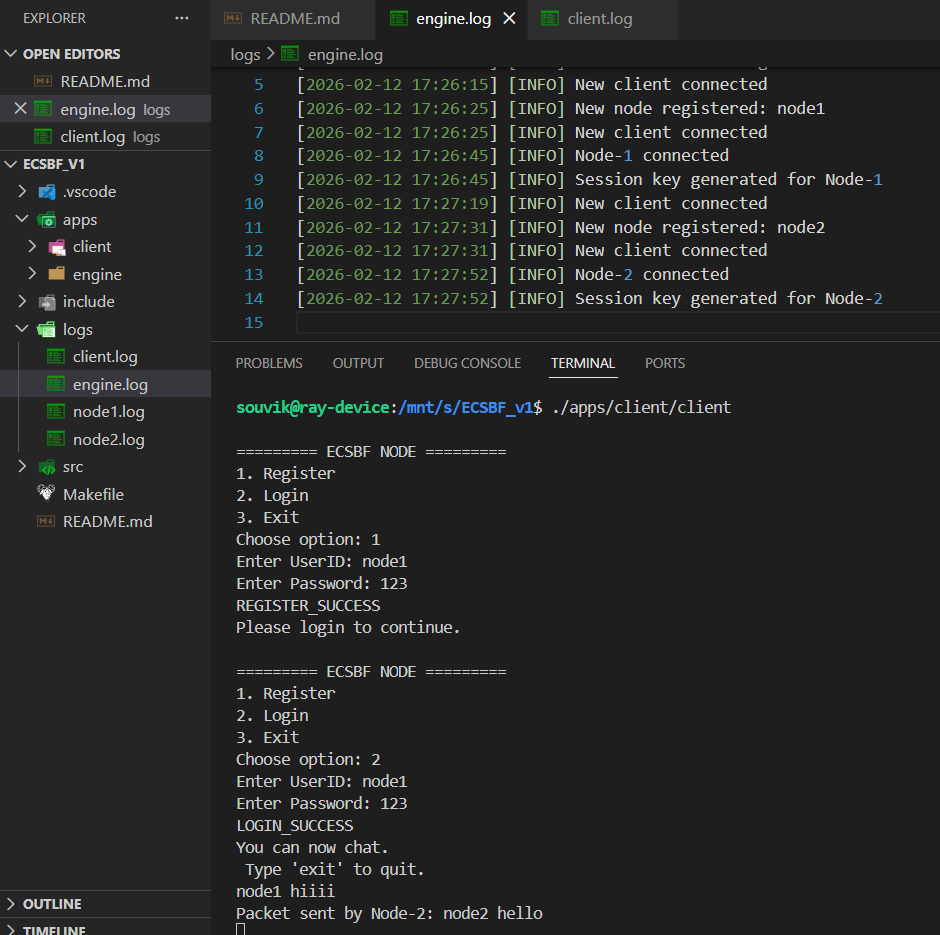 EXPLORER
OPEN EDITORS
README.md
engine.log logs
client.log logs
ECSBF_V1
.vscode
apps
client
engine
include
logs
client.log
engine.log
node1.log
node2.log
src
Makefile
README.md
OUTLINE
TIMELINE
README.md
engine.log
client.log
logs > engine.log
5 [2026-02-12 17:26:15] [INFO] New client connected
6 [2026-02-12 17:26:25] [INFO] New node registered: node1
7 [2026-02-12 17:26:25] [INFO] New client connected
8 [2026-02-12 17:26:45] [INFO] Node-1 connected
9 [2026-02-12 17:26:45] [INFO] Session key generated for Node-1
10 [2026-02-12 17:27:19] [INFO] New client connected
11 [2026-02-12 17:27:31] [INFO] New node registered: node2
12 [2026-02-12 17:27:31] [INFO] New client connected
13 [2026-02-12 17:27:52] [INFO] Node-2 connected
14 [2026-02-12 17:27:52] [INFO] Session key generated for Node-2
15
PROBLEMS OUTPUT DEBUG CONSOLE TERMINAL PORTS
souvik@ray-device:/mnt/s/ECSBF_v1$ ./apps/client/client
========= ECSBF NODE =========
1. Register
2. Login
3. Exit
Choose option: 1
Enter UserID: node1
Enter Password: 123
REGISTER_SUCCESS
Please login to continue.
========= ECSBF NODE =========
1. Register
2. Login
3. Exit
Choose option: 2
Enter UserID: node1
Enter Password: 123
LOGIN_SUCCESS
You can now chat.
Type 'exit' to quit.
node1 hiiii
Packet sent by Node-2: node2 hello